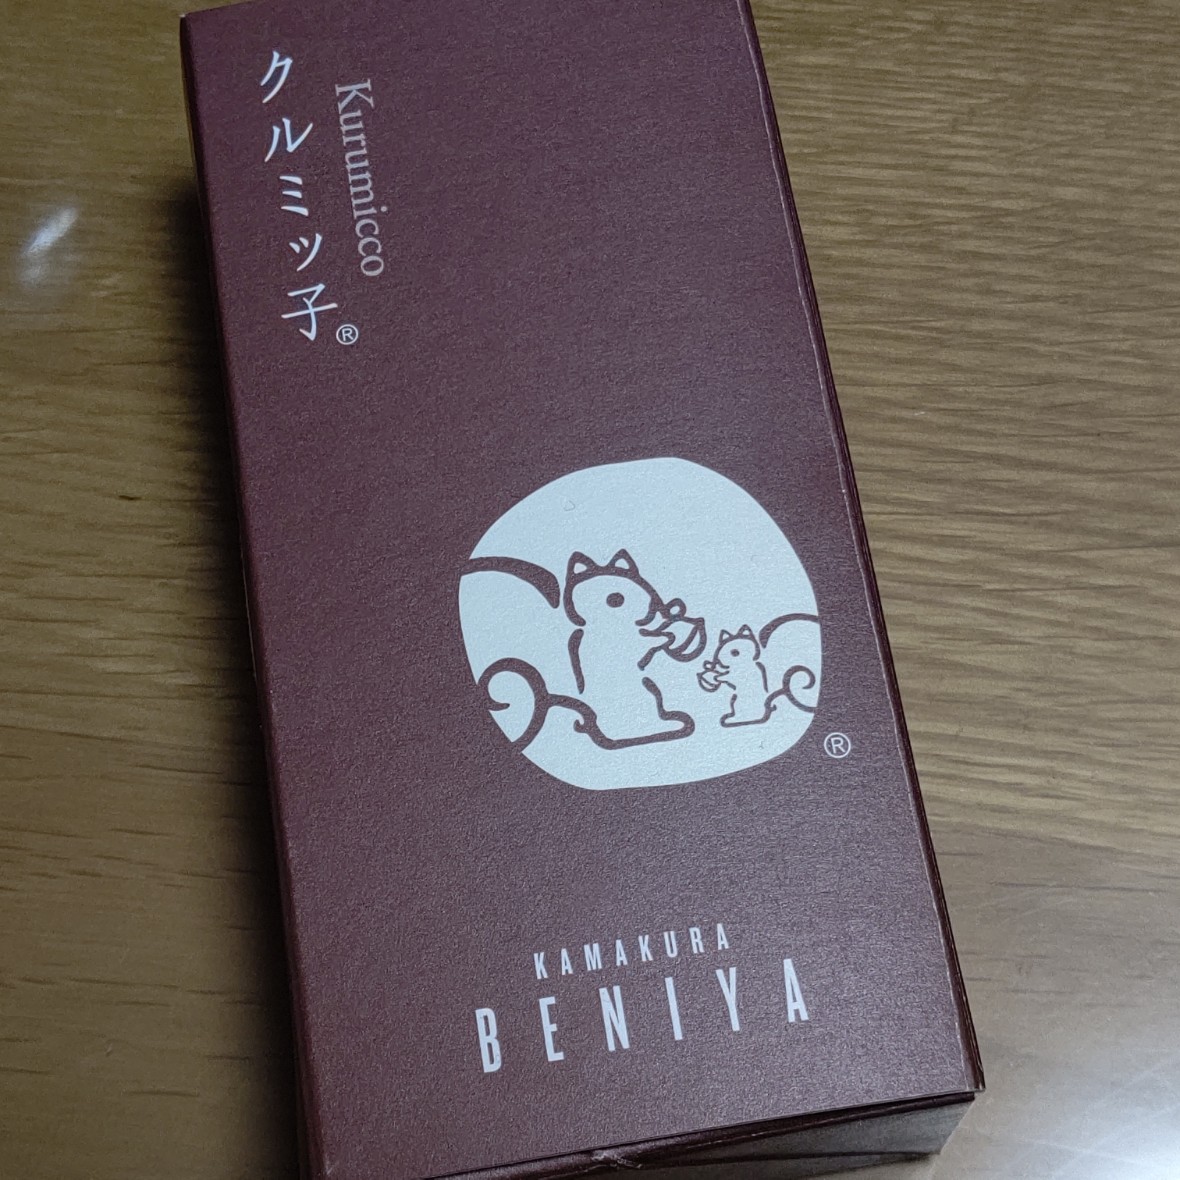 クルミッ子®
Kurumicco
®
KAMAKURA
BENIYA